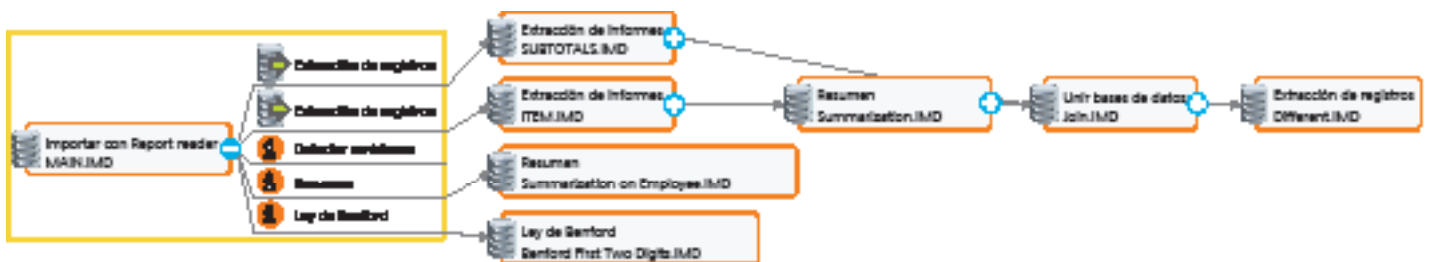 Importar con Report reader
MAIN.IMD
Extracción de registros
Extracción de registros
Detectar
Resumen
Ley de Benford
Extracción de Informes
SUBTOTALS.IMD
Extracción de Informes
ITEM.IMD
Resumen
Summarization on Employee.IMD
Ley de Benford
Benford First Two Digits.IMD
Resumen
Summarization.IMD
Unir bases de datos
Join.IMD
Extracción de registros
Different.IMD